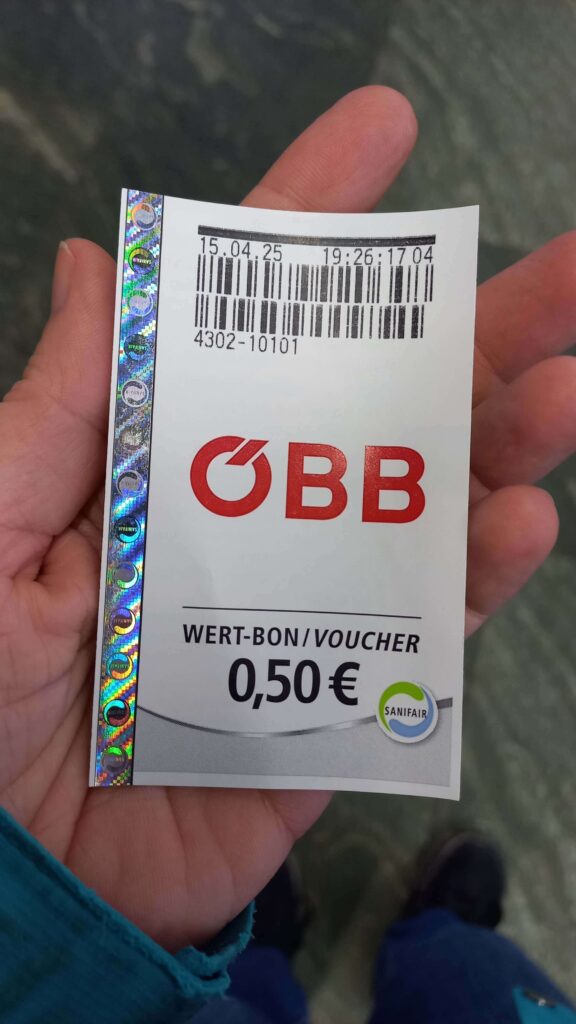 15.04.25 19:26:17 04
4302-10101
ÖBB
WERT-BON/VOUCHER
0,50 €
SANIFAIR